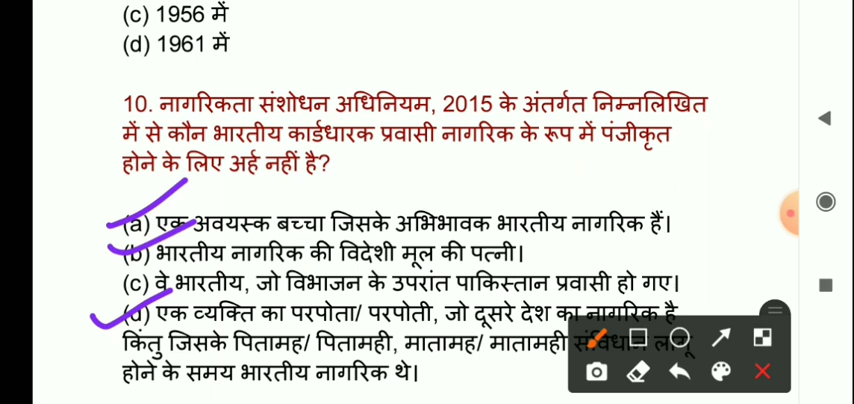 (c) 1956 में
(d) 1961 में
10. नागरिकता संशोधन अधिनियम, 2015 के अंतर्गत निम्नलिखित
में से कौन भारतीय कार्डधारक प्रवासी नागरिक के रूप में पंजीकृत
होने के लिए अर्ह नहीं है?
(a) एक अवयस्क बच्चा जिसके अभिभावक भारतीय नागरिक हैं।
(b) भारतीय नागरिक की विदेशी मूल की पत्नी।
(c) वे भारतीय, जो विभाजन के उपरांत पाकिस्तान प्रवासी हो गए।
(d) एक व्यक्ति का परपोता/ परपोती, जो दूसरे देश का नागरिक है
किंतु जिसके पितामह/ पितामही, मातामह/ मातामही संविधान लागू
होने के समय भारतीय नागरिक थे।